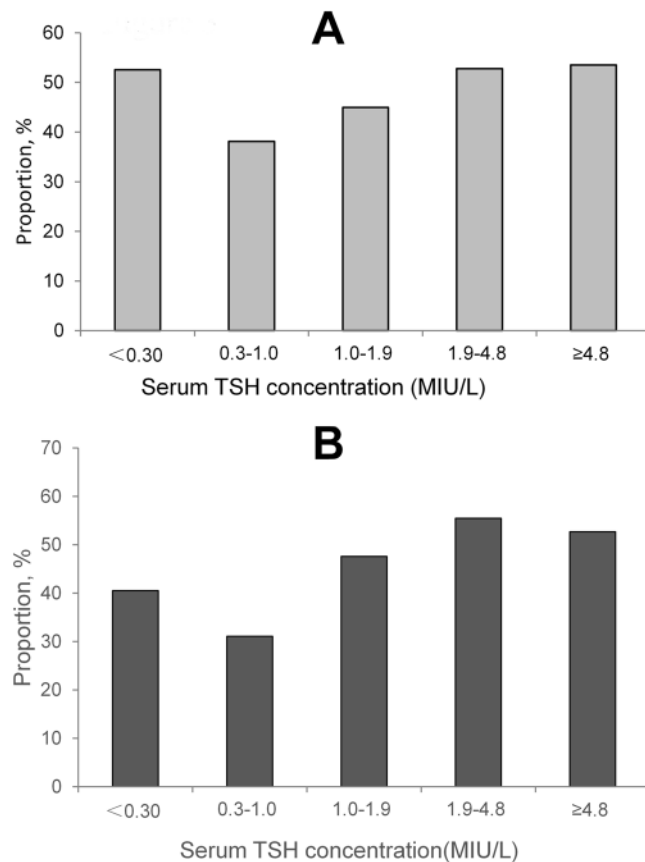 A
60
50
40
30
20
10
0
Proportion, %
<0.30 0.3-1.0 1.0-1.9 1.9-4.8 ≥4.8
Serum TSH concentration (MIU/L)
B
70
60
50
40
30
20
10
0
Proportion, %
<0.30 0.3-1.0 1.0-1.9 1.9-4.8 ≥4.8
Serum TSH concentration(MIU/L)